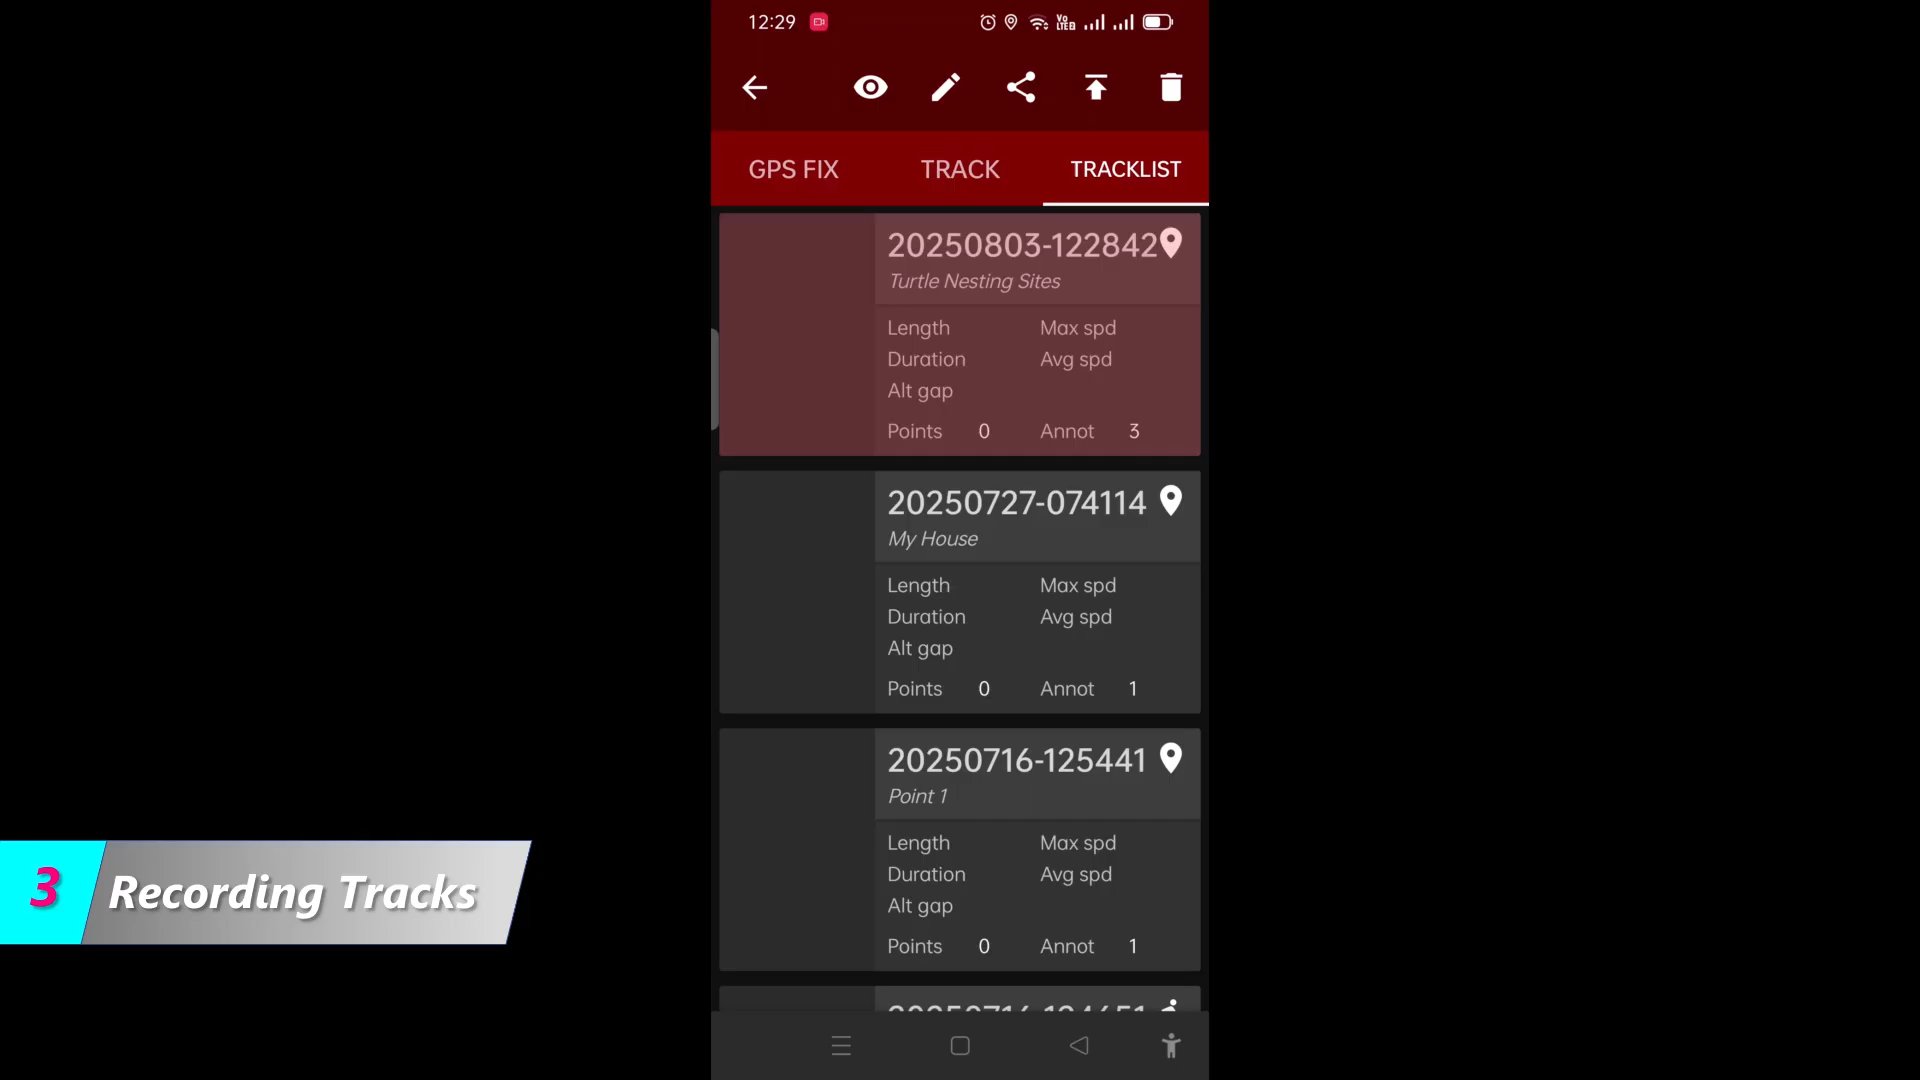 12:29
Vo
LTE2
GPS FIX
TRACK
TRACKLIST
20250803-122842
Turtle Nesting Sites
Length
Max spd
Duration
Avg spd
Alt gap
Points 0
Annot 3
20250727-074114
My House
Length
Max spd
Duration
Avg spd
Alt gap
Points 0
Annot 1
20250716-125441
Point 1
Length
Max spd
Duration
Avg spd
Alt gap
Points 0
Annot 1
3 Recording Tracks